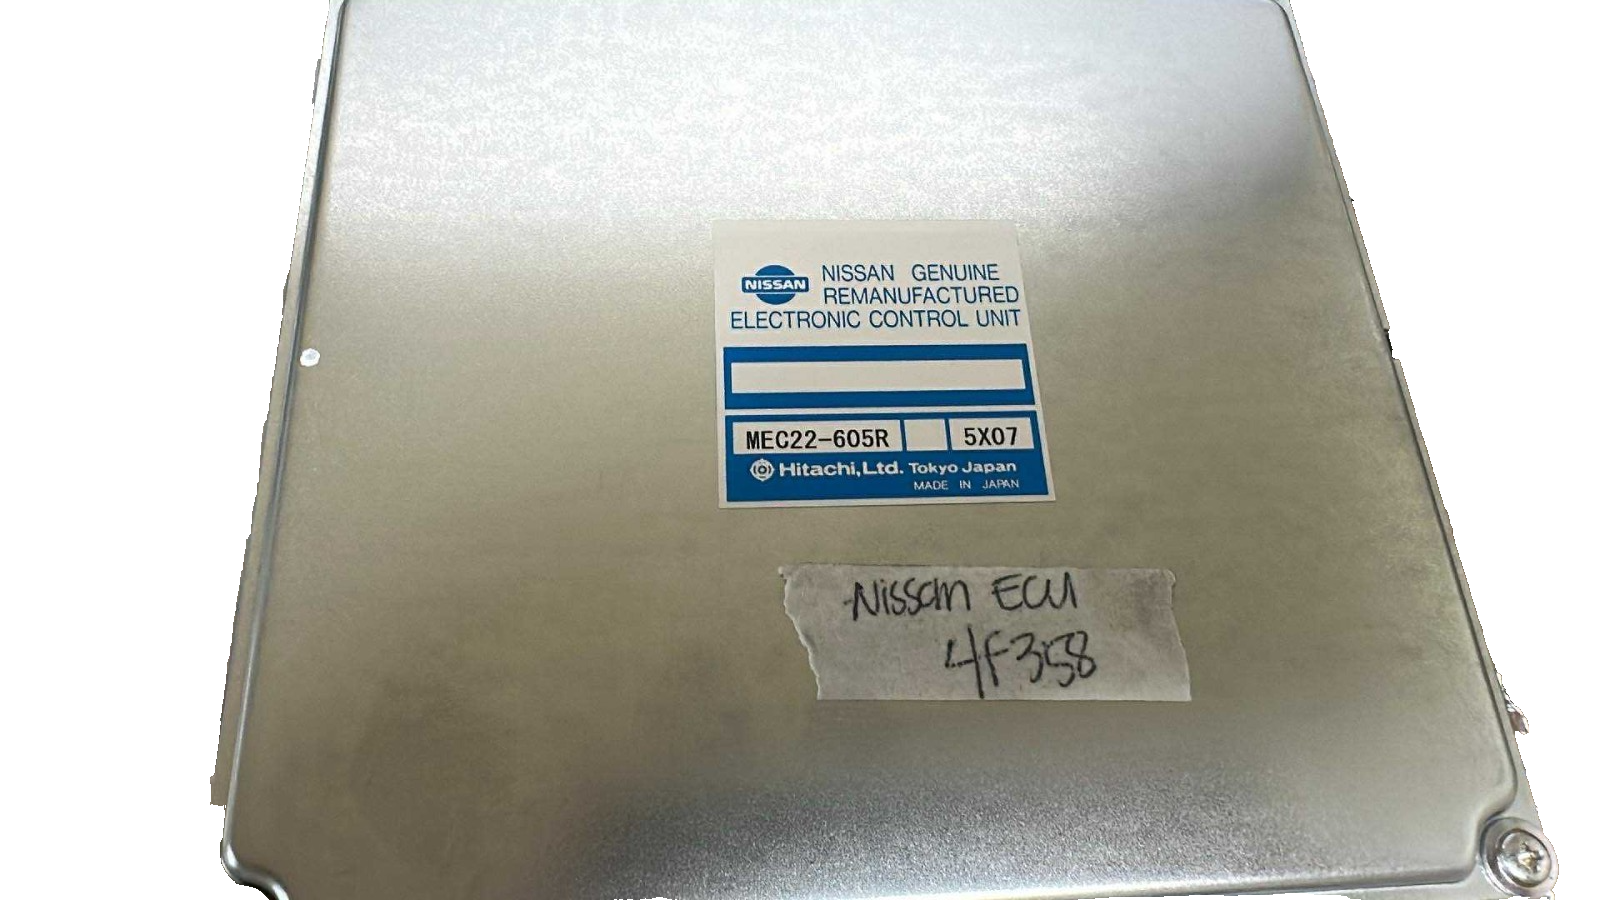 NISSAN
NISSAN GENUINE
REMANUFACTURED
ELECTRONIC CONTROL UNIT
MEC22-605R 5X07
Hitachi,Ltd. Tokyo Japan
MADE IN JAPAN
Nissan ECU
4F358